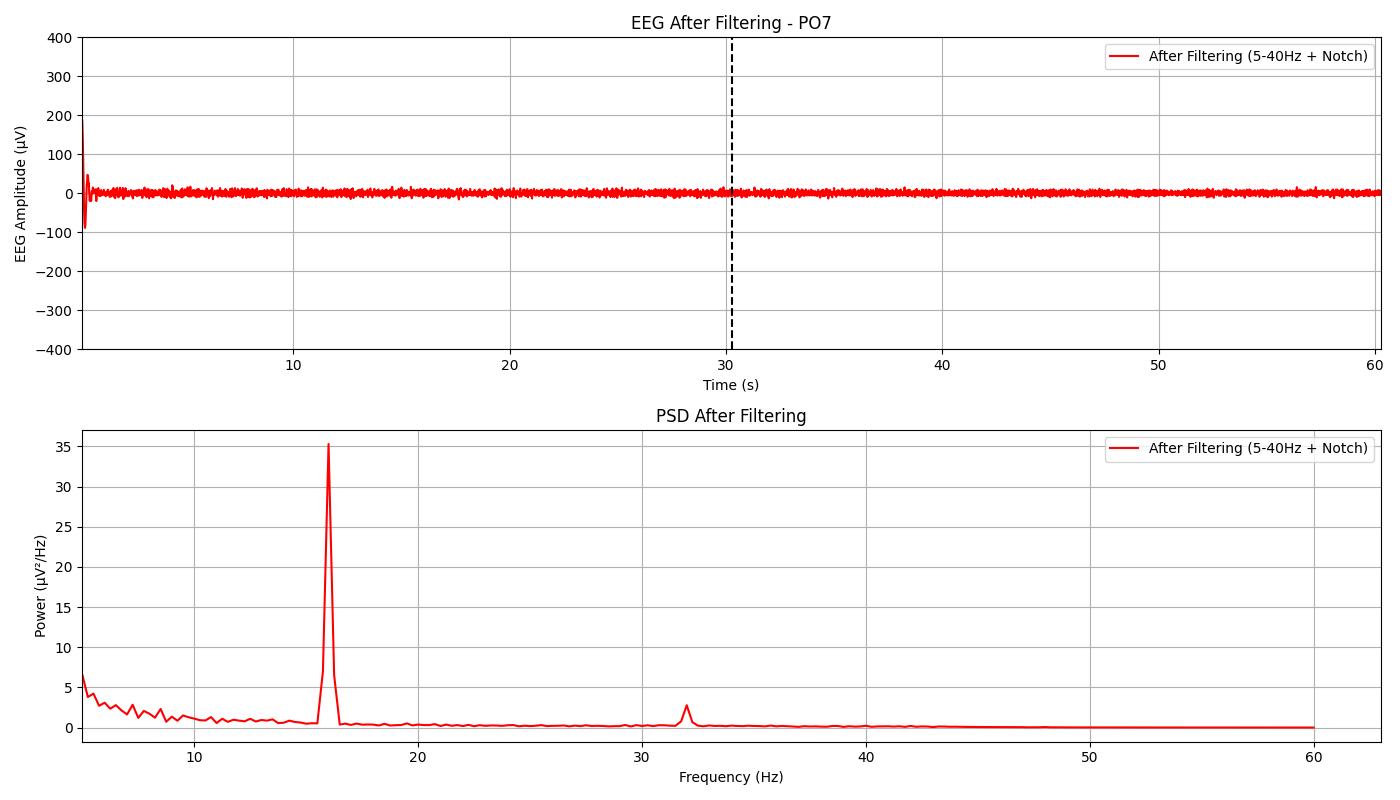 EEG After Filtering - PO7
After Filtering (5-40Hz + Notch)
EEG Amplitude (µV)
400
300
200
100
0
−100
−200
−300
−400
10 20 30 40 50 60
Time (s)
PSD After Filtering
After Filtering (5-40Hz + Notch)
Power (µV²/Hz)
35
30
25
20
15
10
5
0
10 20 30 40 50 60
Frequency (Hz)